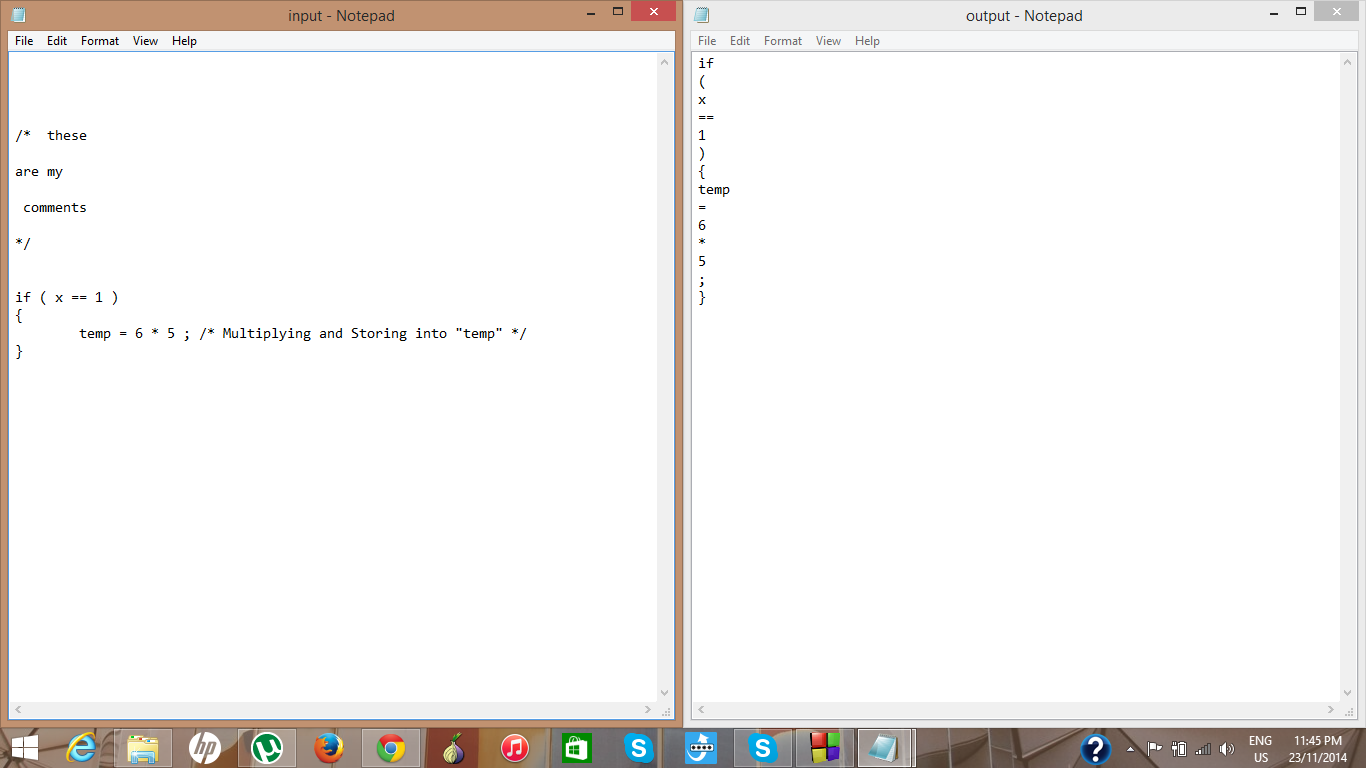 input - Notepad
File Edit Format View Help
/*  these
are my
 comments
*/
if ( x == 1 )
{
        temp = 6 * 5 ; /* Multiplying and Storing into "temp" */
}
output - Notepad
File Edit Format View Help
if
(
x
==
1
)
{
temp
=
6
*
5
;
}
hp
ENG
US
11:45 PM
23/11/2014